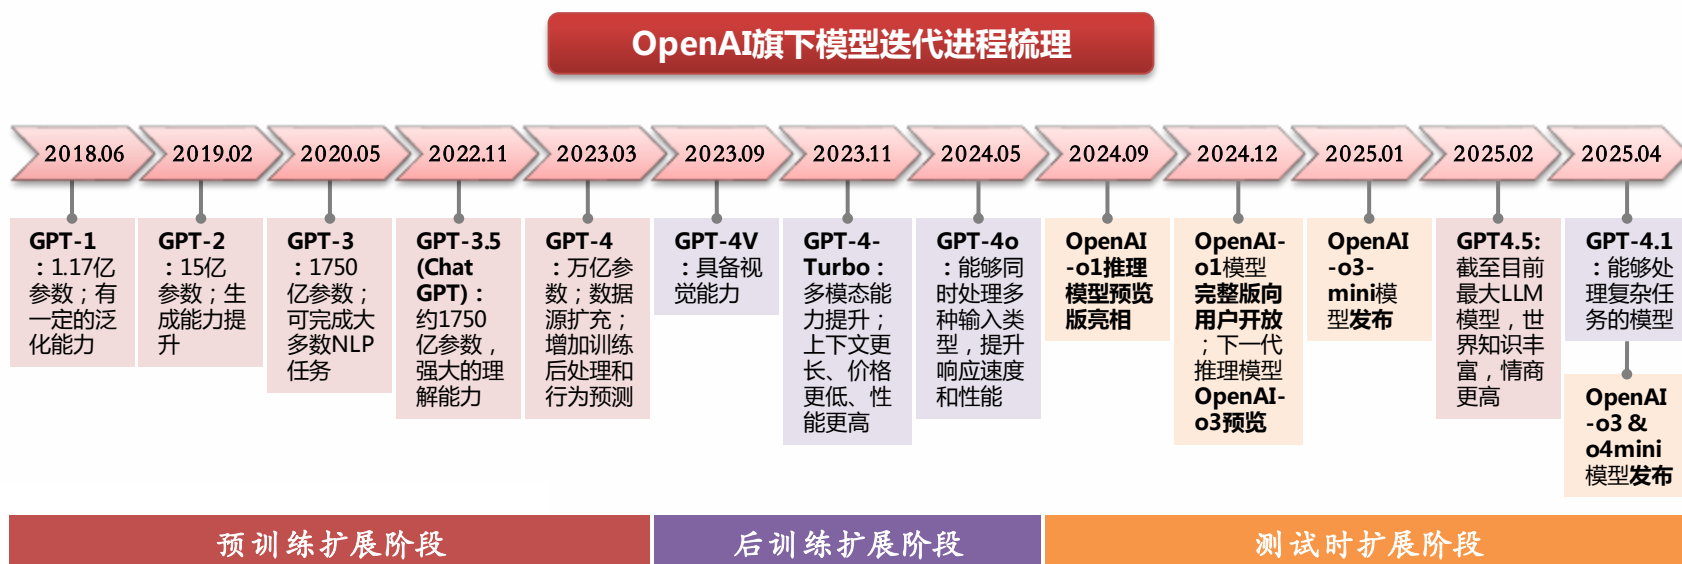 OpenAI旗下模型迭代进程梳理
2018.06
2019.02
2020.05
2022.11
2023.03
2023.09
2023.11
2024.05
2024.09
2024.12
2025.01
2025.02
2025.04
GPT-1
：1.17亿
参数；有
一定的泛
化能力
GPT-2
：15亿
参数；生
成能力提
升
GPT-3
：1750
亿参数；
可完成大
多数NLP
任务
GPT-3.5
(Chat
GPT)：
约1750
亿参数，
强大的理
解能力
GPT-4
：万亿参
数；数据
源扩充；
增加训练
后处理和
行为预测
GPT-4V
：具备视
觉能力
GPT-4-
Turbo：
多模态能
力提升；
上下文更
长、价格
更低、性
能更高
GPT-4o
：能够同
时处理多
种输入类
型，提升
响应速度
和性能
OpenAI
-o1推理
模型预览
版亮相
OpenAI-
o1模型
完整版向
用户开放
；下一代
推理模型
OpenAI-
o3预览
OpenAI
-o3-
mini模
型发布
GPT4.5:
截至目前
最大LLM
模型，世
界知识丰
富，情商
更高
GPT-4.1
：能够处
理复杂任
务的模型
OpenAI
-o3 &
o4mini
模型发布
预训练扩展阶段
后训练扩展阶段
测试时扩展阶段